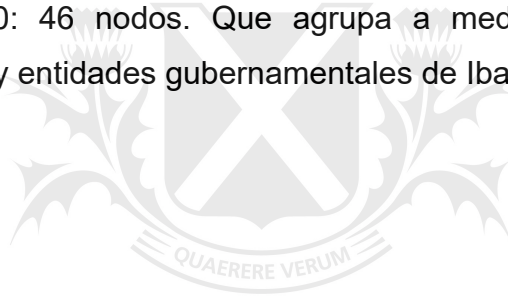 0: 46 nodos. Que agrupa a med
y entidades gubernamentales de Iba
QUAERERE VERUM